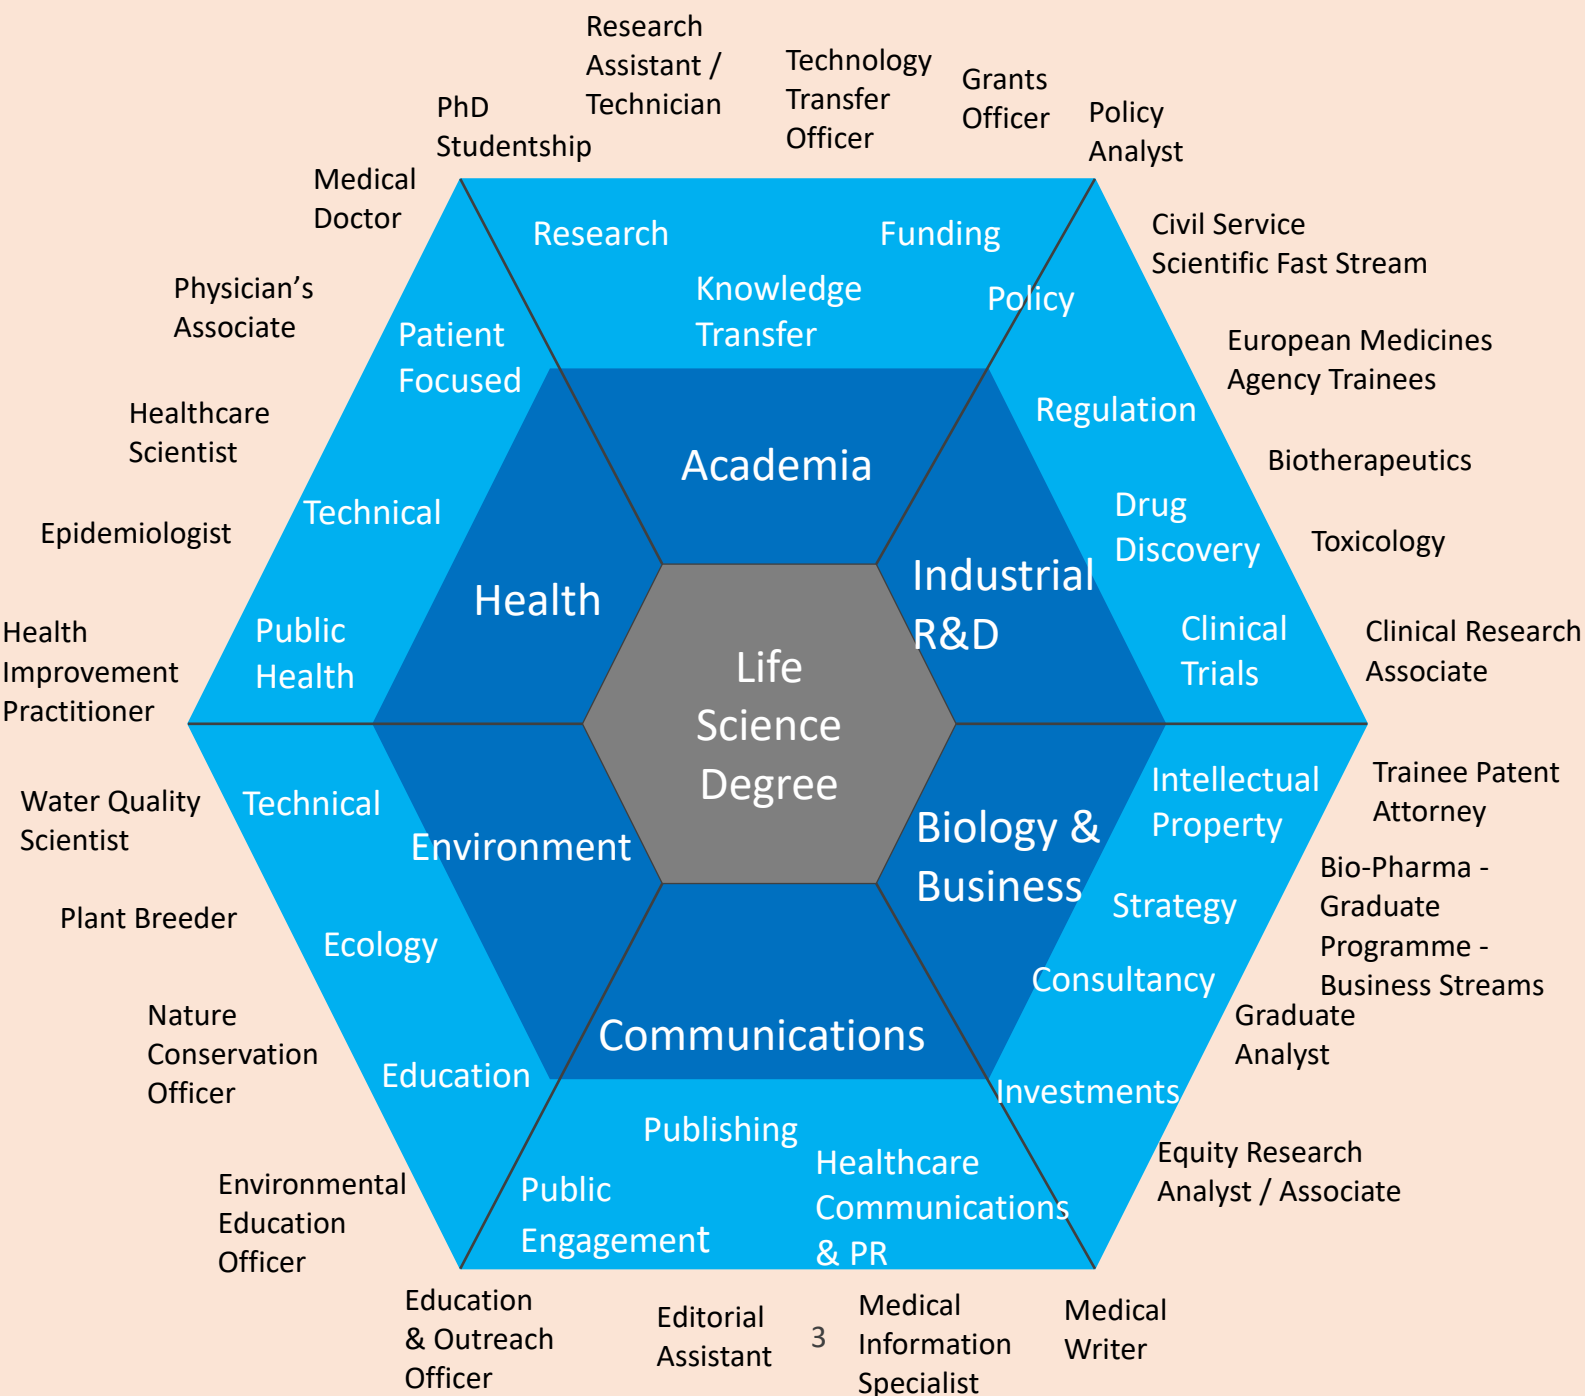 Research
Assistant /
Technician
Technology
Transfer
Officer
Grants
Officer
PhD
Studentship
Policy
Analyst
Medical
Doctor
Civil Service
Scientific Fast Stream
Physician’s
Associate
European Medicines
Agency Trainees
Healthcare
Scientist
Biotherapeutics
Epidemiologist
Toxicology
Health
Improvement
Practitioner
Clinical Research
Associate
Research
Funding
Knowledge
Transfer
Policy
Patient
Focused
Regulation
Technical
Drug
Discovery
Public
Health
Clinical
Trials
Academia
Health
Industrial
R&D
Life
Science
Degree
Environment
Biology &
Business
Communications
Technical
Intellectual
Property
Ecology
Strategy
Consultancy
Education
Investments
Publishing
Public
Engagement
Healthcare
Communications
& PR
Water Quality
Scientist
Trainee Patent
Attorney
Plant Breeder
Bio-Pharma -
Graduate
Programme -
Business Streams
Nature
Conservation
Officer
Graduate
Analyst
Environmental
Education
Officer
Equity Research
Analyst / Associate
Education
& Outreach
Officer
Editorial
Assistant
3
Medical
Information
Specialist
Medical
Writer